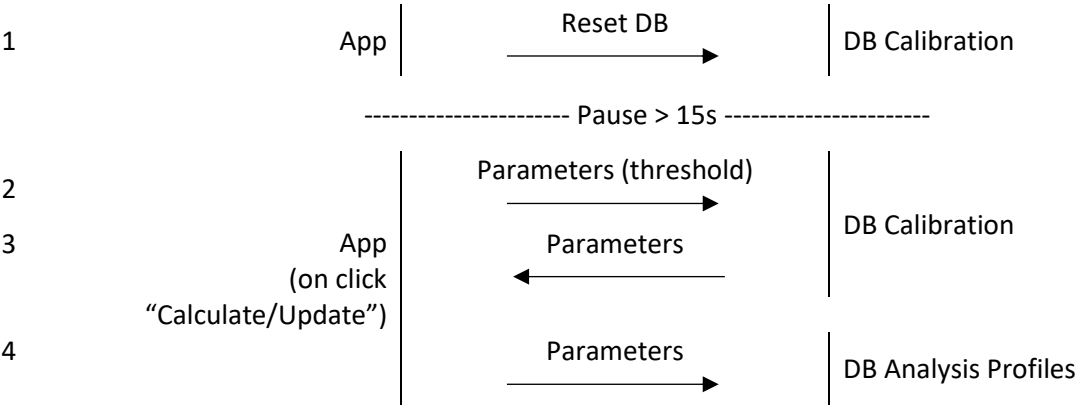 1 App Reset DB DB Calibration
----------------------- Pause > 15s -----------------------
2 Parameters (threshold)
DB Calibration
3 App Parameters
(on click
“Calculate/Update”)
4 Parameters
DB Analysis Profiles